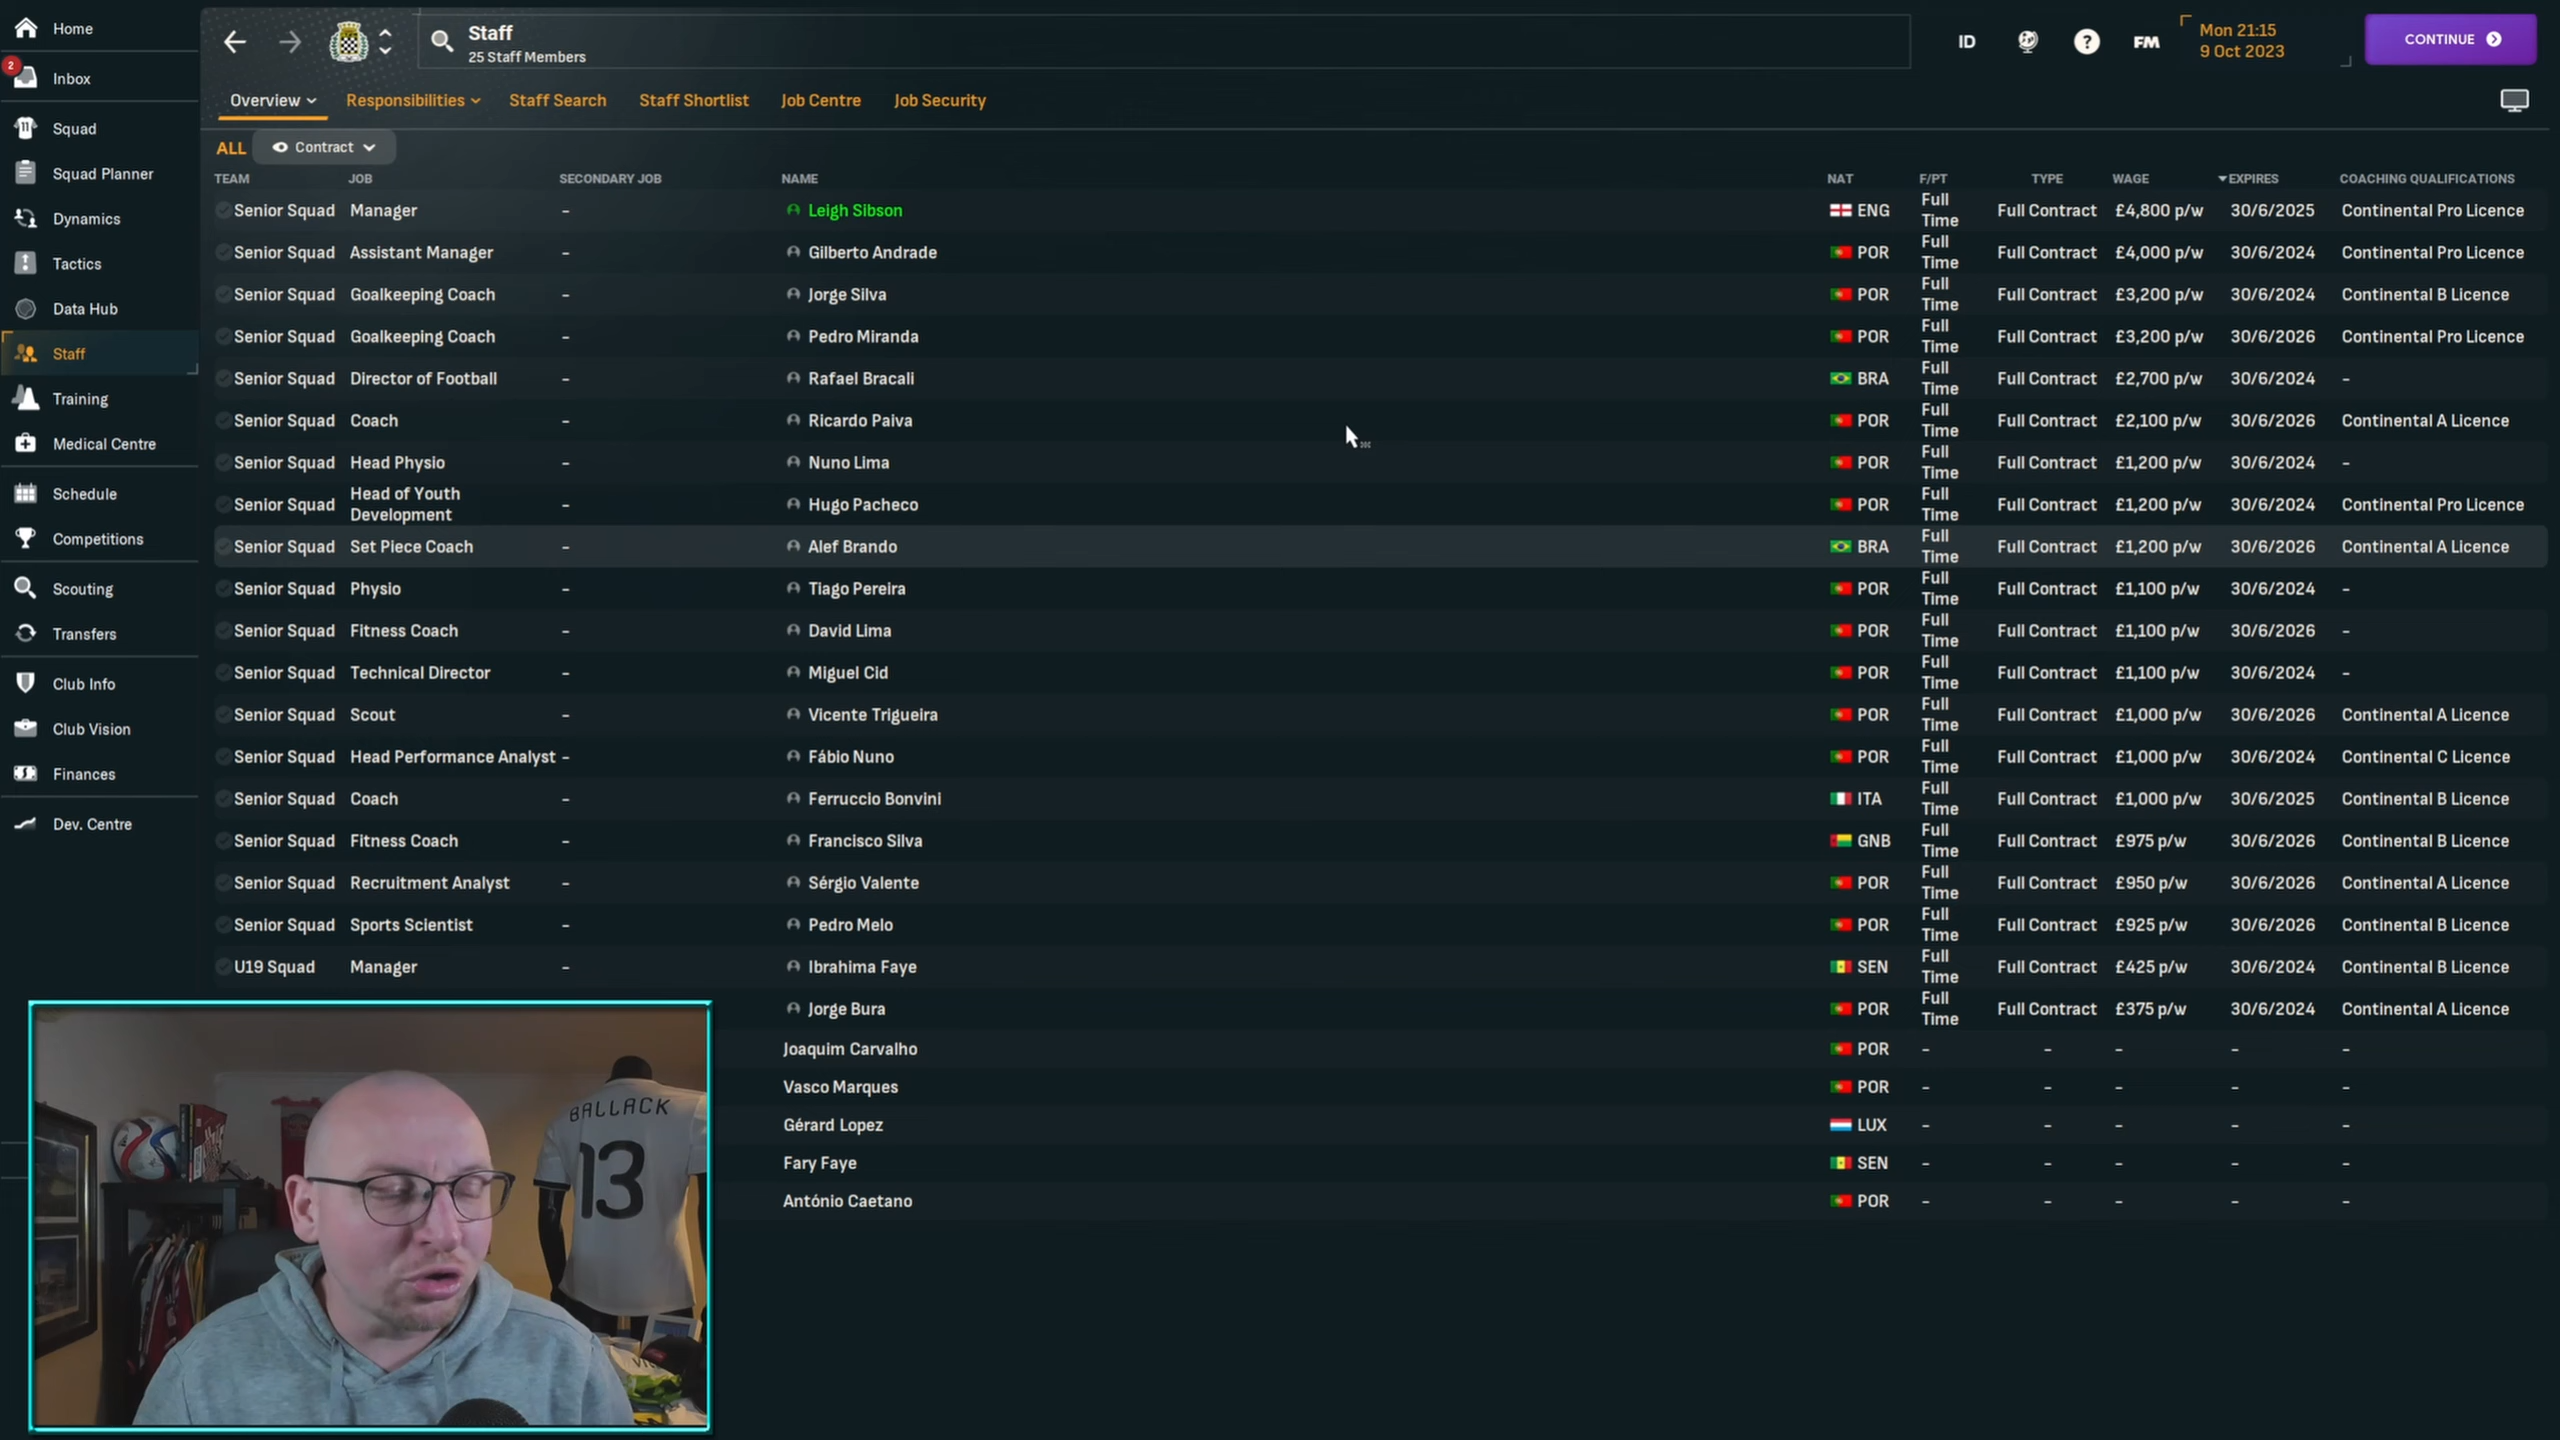 Home
2
Inbox
Squad
Squad Planner
Dynamics
Tactics
Data Hub
Staff
Training
Medical Centre
Schedule
Competitions
Scouting
Transfers
Club Info
Club Vision
Finances
Dev. Centre
Staff
25 Staff Members
ID
?
FM
Mon 21:15
9 Oct 2023
CONTINUE
Overview Responsibilities Staff Search Staff Shortlist Job Centre Job Security
ALL Contract
TEAM JOB SECONDARY JOB NAME NAT F/PT TYPE WAGE EXPIRES COACHING QUALIFICATIONS
Senior Squad Manager - Leigh Sibson ENG Full Time Full Contract £4,800 p/w 30/6/2025 Continental Pro Licence
Senior Squad Assistant Manager - Gilberto Andrade POR Full Time Full Contract £4,000 p/w 30/6/2024 Continental Pro Licence
Senior Squad Goalkeeping Coach - Jorge Silva POR Full Time Full Contract £3,200 p/w 30/6/2024 Continental B Licence
Senior Squad Goalkeeping Coach - Pedro Miranda POR Full Time Full Contract £3,200 p/w 30/6/2026 Continental Pro Licence
Senior Squad Director of Football - Rafael Bracali BRA Full Time Full Contract £2,700 p/w 30/6/2024 -
Senior Squad Coach - Ricardo Paiva POR Full Time Full Contract £2,100 p/w 30/6/2026 Continental A Licence
Senior Squad Head Physio - Nuno Lima POR Full Time Full Contract £1,200 p/w 30/6/2024 -
Senior Squad Head of Youth Development - Hugo Pacheco POR Full Time Full Contract £1,200 p/w 30/6/2024 Continental Pro Licence
Senior Squad Set Piece Coach - Alef Brando BRA Full Time Full Contract £1,200 p/w 30/6/2026 Continental A Licence
Senior Squad Physio - Tiago Pereira POR Full Time Full Contract £1,100 p/w 30/6/2024 -
Senior Squad Fitness Coach - David Lima POR Full Time Full Contract £1,100 p/w 30/6/2026 -
Senior Squad Technical Director - Miguel Cid POR Full Time Full Contract £1,100 p/w 30/6/2024 -
Senior Squad Scout - Vicente Trigueira POR Full Time Full Contract £1,000 p/w 30/6/2026 Continental A Licence
Senior Squad Head Performance Analyst - Fábio Nuno POR Full Time Full Contract £1,000 p/w 30/6/2024 Continental C Licence
Senior Squad Coach - Ferruccio Bonvini ITA Full Time Full Contract £1,000 p/w 30/6/2025 Continental B Licence
Senior Squad Fitness Coach - Francisco Silva GNB Full Time Full Contract £975 p/w 30/6/2026 Continental B Licence
Senior Squad Recruitment Analyst - Sérgio Valente POR Full Time Full Contract £950 p/w 30/6/2026 Continental A Licence
Senior Squad Sports Scientist - Pedro Melo POR Full Time Full Contract £925 p/w 30/6/2026 Continental B Licence
U19 Squad Manager - Ibrahima Faye SEN Full Time Full Contract £425 p/w 30/6/2024 Continental B Licence
Jorge Bura POR Full Time Full Contract £375 p/w 30/6/2024 Continental A Licence
Joaquim Carvalho POR - - - - -
Vasco Marques POR - - - - -
Gérard Lopez LUX - - - - -
Fary Faye SEN - - - - -
António Caetano POR - - - - -
BALLACK
13